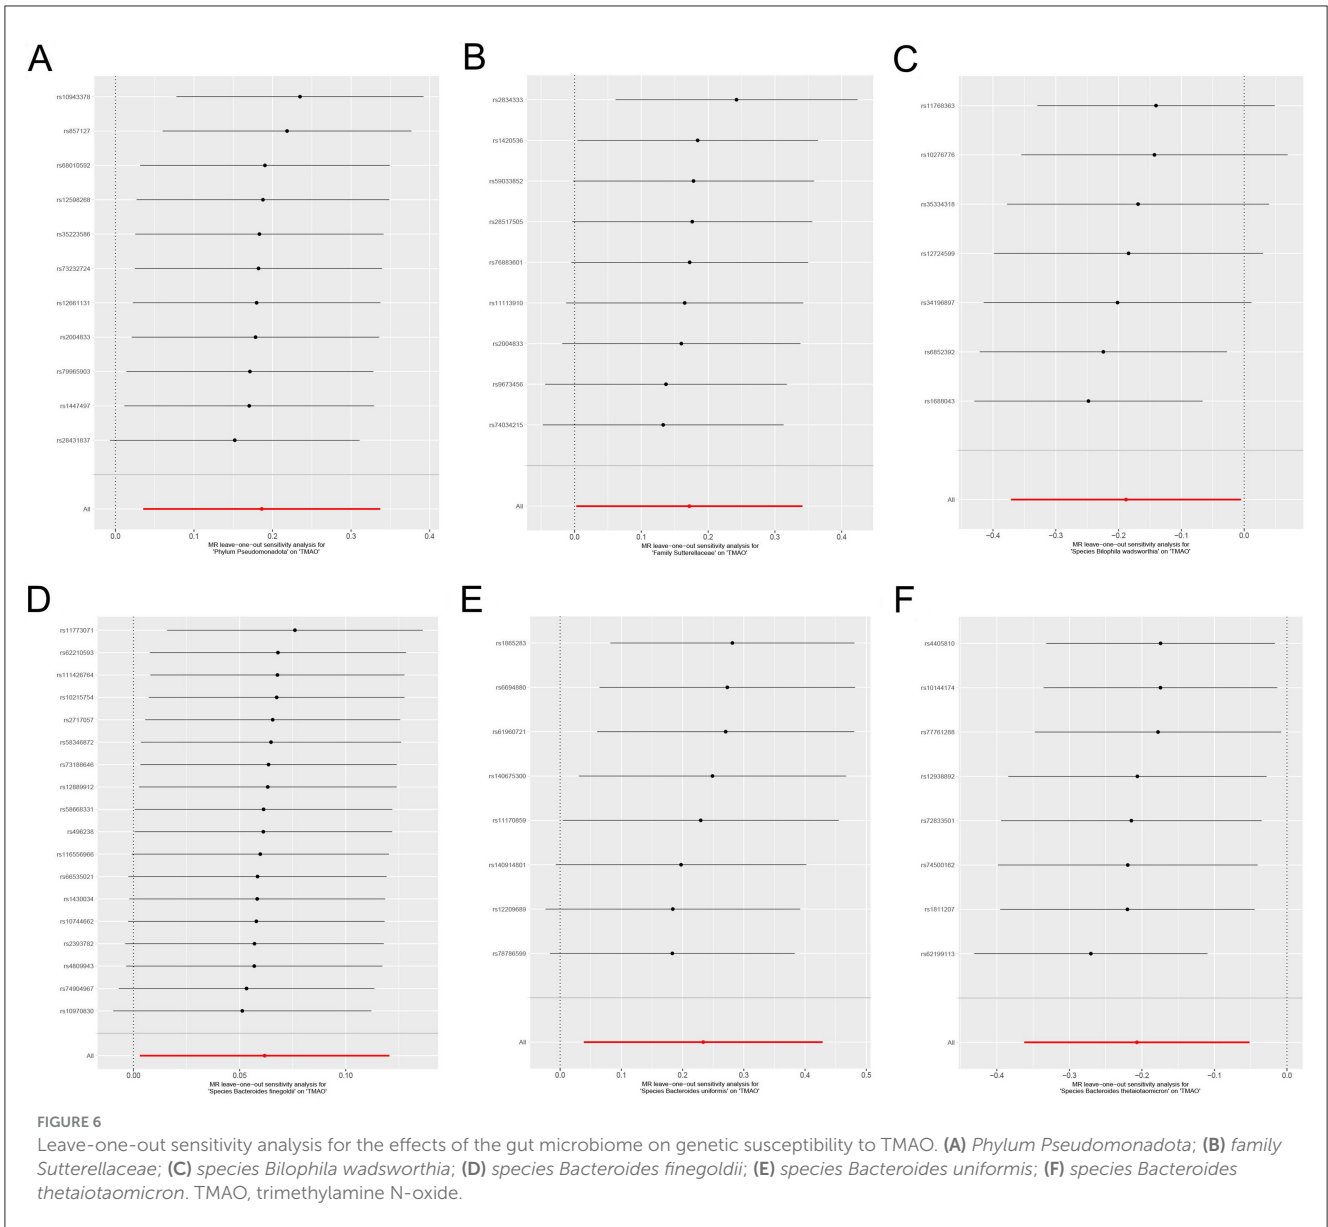 A
rs10943378
rs857127
rs68010592
rs12598268
rs35223586
rs73232724
rs12661131
rs2004833
rs79965903
rs1447497
rs28431837
All
0.0 0.1 0.2 0.3 0.4
MR leave-one-out sensitivity analysis for
'Phylum Pseudomonadota' on 'TMAO'
B
rs2834333
rs1420536
rs59033852
rs28517505
rs76883601
rs11113910
rs2004833
rs9673456
rs74034215
All
0.0 0.1 0.2 0.3 0.4
MR leave-one-out sensitivity analysis for
'Family Sutterellaceae' on 'TMAO'
C
rs11768363
rs10276776
rs35334318
rs12724599
rs34196897
rs6852392
rs1688043
All
−0.4 −0.3 −0.2 −0.1 0.0
MR leave-one-out sensitivity analysis for
'Species Bilophila wadsworthia' on 'TMAO'
D
rs11773071
rs62210593
rs111426764
rs10215754
rs2717057
rs58346872
rs73188646
rs12889912
rs58668331
rs496238
rs116556966
rs66535021
rs1430034
rs10744662
rs2393782
rs4809943
rs74904967
rs10970830
All
0.0 0.05 0.10
MR leave-one-out sensitivity analysis for
'Species Bacteroides finegoldii' on 'TMAO'
E
rs1865283
rs6694880
rs61960721
rs140675300
rs11170859
rs140914801
rs12209689
rs78786599
All
0.0 0.1 0.2 0.3 0.4 0.5
MR leave-one-out sensitivity analysis for
'Species Bacteroides uniformis' on 'TMAO'
F
rs4405810
rs10144174
rs77761288
rs12938892
rs72833501
rs74500162
rs1811207
rs62199113
All
−0.4 −0.3 −0.2 −0.1 0.0
MR leave-one-out sensitivity analysis for
'Species Bacteroides thetaiotaomicron' on 'TMAO'
FIGURE 6
Leave-one-out sensitivity analysis for the effects of the gut microbiome on genetic susceptibility to TMAO. (A) Phylum Pseudomonadota; (B) family
Sutterellaceae; (C) species Bilophila wadsworthia; (D) species Bacteroides finegoldii; (E) species Bacteroides uniformis; (F) species Bacteroides
thetaiotaomicron. TMAO, trimethylamine N-oxide.